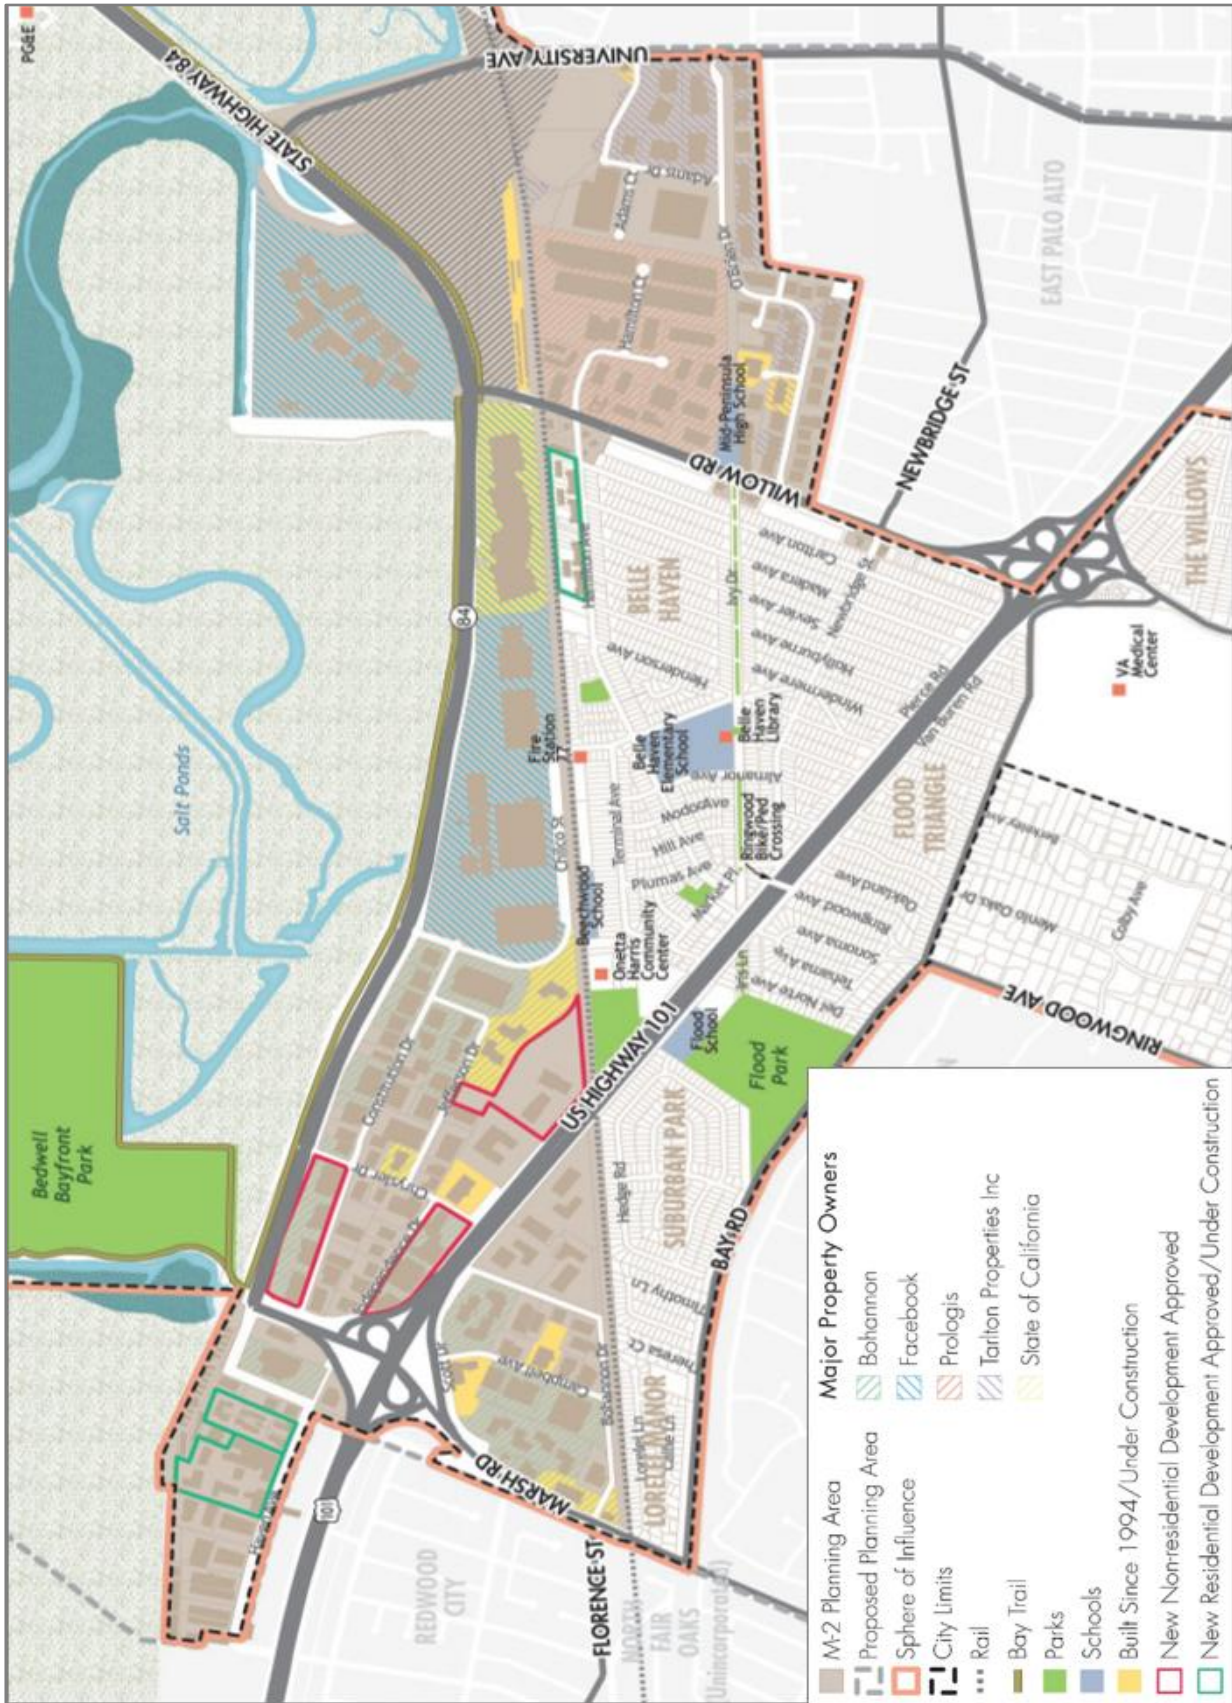 PG&E
STATE HIGHWAY 84
UNIVERSITY AVE
Salt Ponds
Bedwell
Bayfront
Park
84
Adams Ct
Adams Dr
O'Brien Dr
Hamilton Ct
Mid-Peninsula
High School
WILLOW RD
NEWBRIDGE ST
EAST PALO ALTO
THE WILLOWS
Hamilton Ave
BELLE
HAVEN
Carlton Ave
Madera Ave
Sevier Ave
Ivy Dr
Newbridge St
Hollyburne Ave
Windermere Ave
Henderson Ave
Pierce Rd
Van Buren Rd
VA
Medical
Center
Fire
Station
77
Belle
Haven
Elementary
School
Belle
Haven
Library
Almanor Ave
Modoc Ave
Hill Ave
Plumas Ave
Market Pl.
Ringwood
Bike/Ped
Crossing
Terminal Ave
Chilco St
Beechwood
School
Onetta
Harris
Community
Center
FLOOD
TRIANGLE
Oakland Ave
Ringwood Ave
Sonoma Ave
Tehama Ave
Del Norte Ave
Iris Ln
Berkeley Ave
Menlo Oaks Dr
Colby Ave
RINGWOOD AVE
Flood
School
Flood
Park
US HIGHWAY 101
Constitution Dr
Jefferson Dr
Chrysler Dr
Independence Dr
Hedge Rd
SUBURBAN PARK
BAY RD
Timothy Ln
Theresa Ct
Scott Dr
Campbell Ave
Bohannon Dr
Lorelei Ln
Callie Ln
LORELEI MANOR
MARSH RD
101
REDWOOD
CITY
FLORENCE ST
NORTH
FAIR
OAKS
(Unincorporated)
M-2 Planning Area
Proposed Planning Area
Sphere of Influence
City Limits
Rail
Bay Trail
Parks
Schools
Built Since 1994/Under Construction
New Non-residential Development Approved
New Residential Development Approved/Under Construction
Major Property Owners
Bohannon
Facebook
Prologis
Tarlton Properties Inc
State of California